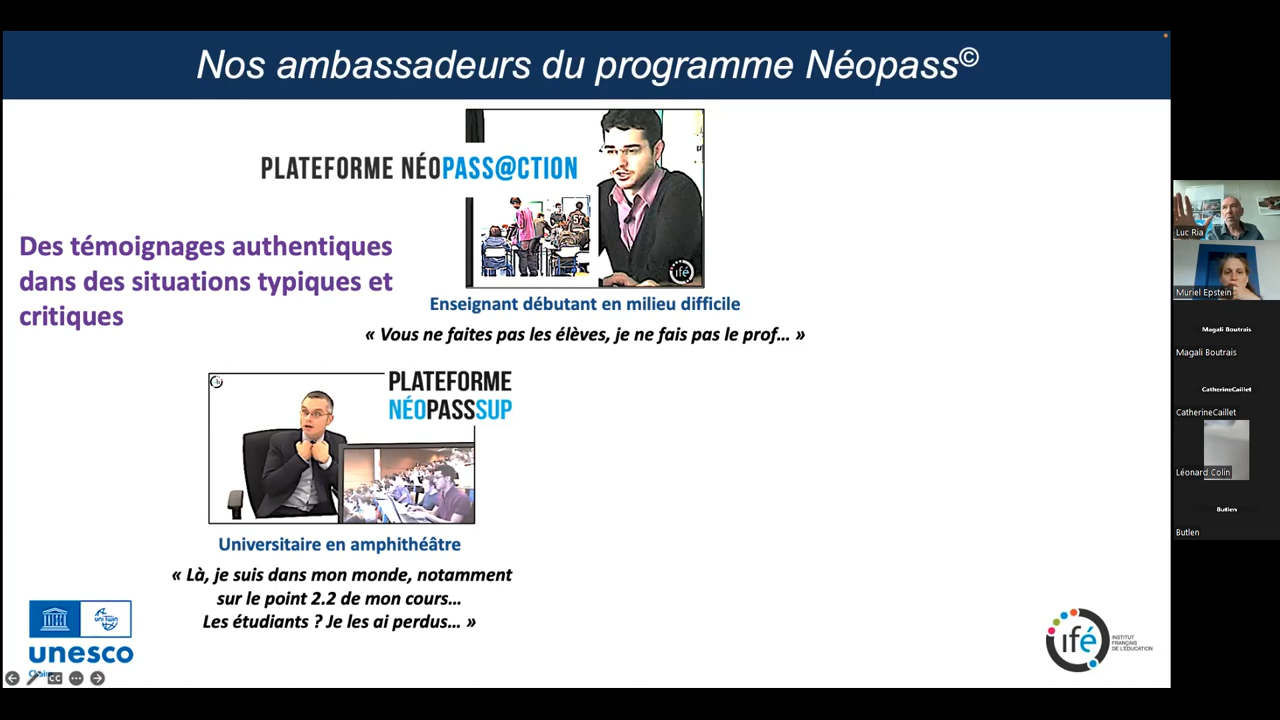 Nos ambassadeurs du programme Néopass©
PLATEFORME NÉOPASS@CTION
Des témoignages authentiques
dans des situations typiques et
critiques
ifé
Enseignant débutant en milieu difficile
« Vous ne faites pas les élèves, je ne fais pas le prof... »
PLATEFORME
NÉOPASSSUP
Universitaire en amphithéâtre
« Là, je suis dans mon monde, notamment
sur le point 2.2 de mon cours...
Les étudiants ? Je les ai perdus... »
uni Twin
unesco
CC
ifé
INSTITUT
FRANÇAIS
DE L'ÉDUCATION
Luc Ria
Muriel Epstein
Magali Boutrais
Magali Boutrais
CatherineCaillet
CatherineCaillet
Léonard Colin
Butlen
Butlen